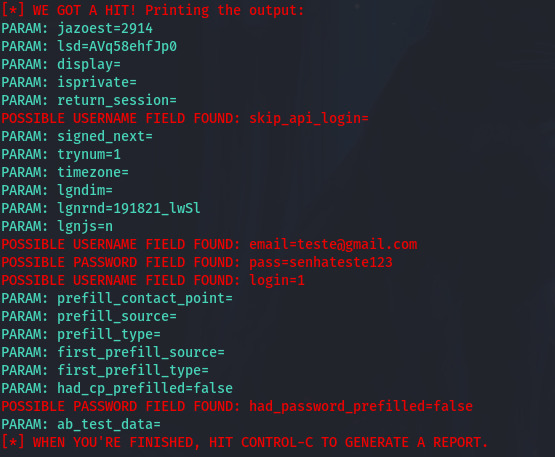 [*] WE GOT A HIT! Printing the output:
PARAM: jazoest=2914
PARAM: lsd=AVq58ehfJp0
PARAM: display=
PARAM: isprivate=
PARAM: return_session=
POSSIBLE USERNAME FIELD FOUND: skip_api_login=
PARAM: signed_next=
PARAM: trynum=1
PARAM: timezone=
PARAM: lgndim=
PARAM: lgnrnd=191821_lwSl
PARAM: lgnjs=n
POSSIBLE USERNAME FIELD FOUND: email=teste@gmail.com
POSSIBLE PASSWORD FIELD FOUND: pass=senhateste123
POSSIBLE USERNAME FIELD FOUND: login=1
PARAM: prefill_contact_point=
PARAM: prefill_source=
PARAM: prefill_type=
PARAM: first_prefill_source=
PARAM: first_prefill_type=
PARAM: had_cp_prefilled=false
POSSIBLE PASSWORD FIELD FOUND: had_password_prefilled=false
PARAM: ab_test_data=
[*] WHEN YOU'RE FINISHED, HIT CONTROL-C TO GENERATE A REPORT.